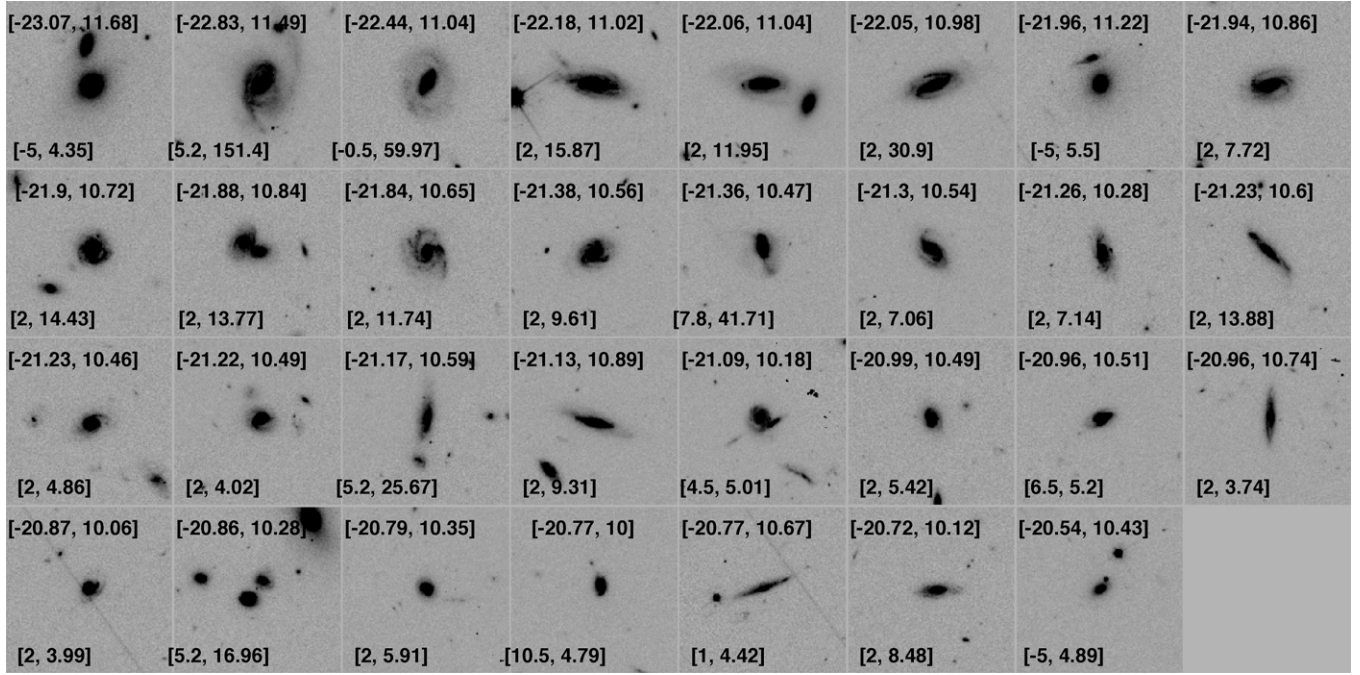 [-23.07, 11.68] [-22.83, 11.49] [-22.44, 11.04] [-22.18, 11.02] [-22.06, 11.04] [-22.05, 10.98] [-21.96, 11.22] [-21.94, 10.86]
[-5, 4.35] [5.2, 151.4] [-0.5, 59.97] [2, 15.87] [2, 11.95] [2, 30.9] [-5, 5.5] [2, 7.72]
[-21.9, 10.72] [-21.88, 10.84] [-21.84, 10.65] [-21.38, 10.56] [-21.36, 10.47] [-21.3, 10.54] [-21.26, 10.28] [-21.23, 10.6]
[2, 14.43] [2, 13.77] [2, 11.74] [2, 9.61] [7.8, 41.71] [2, 7.06] [2, 7.14] [2, 13.88]
[-21.23, 10.46] [-21.22, 10.49] [-21.17, 10.59] [-21.13, 10.89] [-21.09, 10.18] [-20.99, 10.49] [-20.96, 10.51] [-20.96, 10.74]
[2, 4.86] [2, 4.02] [5.2, 25.67] [2, 9.31] [4.5, 5.01] [2, 5.42] [6.5, 5.2] [2, 3.74]
[-20.87, 10.06] [-20.86, 10.28] [-20.79, 10.35] [-20.77, 10] [-20.77, 10.67] [-20.72, 10.12] [-20.54, 10.43]
[2, 3.99] [5.2, 16.96] [2, 5.91] [10.5, 4.79] [1, 4.42] [2, 8.48] [-5, 4.89]